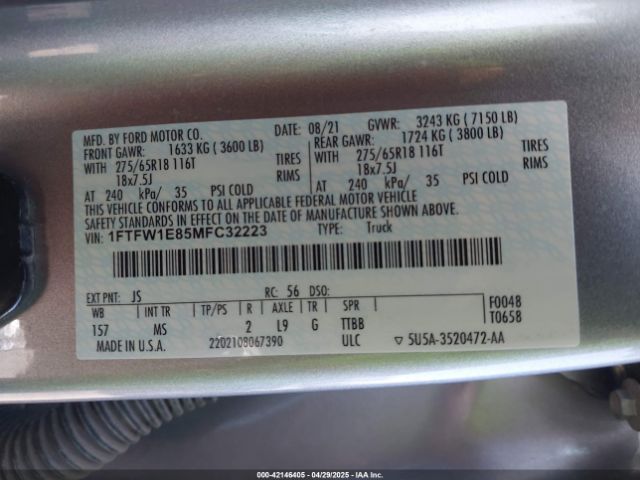 MFD. BY FORD MOTOR CO.
DATE: 08/21 GVWR: 3243 KG ( 7150 LB)
FRONT GAWR: 1633 KG ( 3600 LB)
REAR GAWR: 1724 KG ( 3800 LB)
WITH 275/65R18 116T TIRES
WITH 275/65R18 116T TIRES
18x7.5J RIMS
18x7.5J RIMS
AT 240 kPa/ 35 PSI COLD
AT 240 kPa/ 35 PSI COLD
THIS VEHICLE CONFORMS TO ALL APPLICABLE FEDERAL MOTOR VEHICLE
SAFETY STANDARDS IN EFFECT ON THE DATE OF MANUFACTURE SHOWN ABOVE.
VIN: 1FTFW1E85MFC32223 TYPE: Truck
EXT PNT: JS RC: 56 DSO:
WB INT TR TP/PS R AXLE TR SPR
F0048
T0658
157 MS 2 L9 G TTBB
MADE IN U.S.A. 2202108067390 ULC ▽ 5U5A-3520472-AA
000-42146405 - 04/29/2025 - IAAI.com